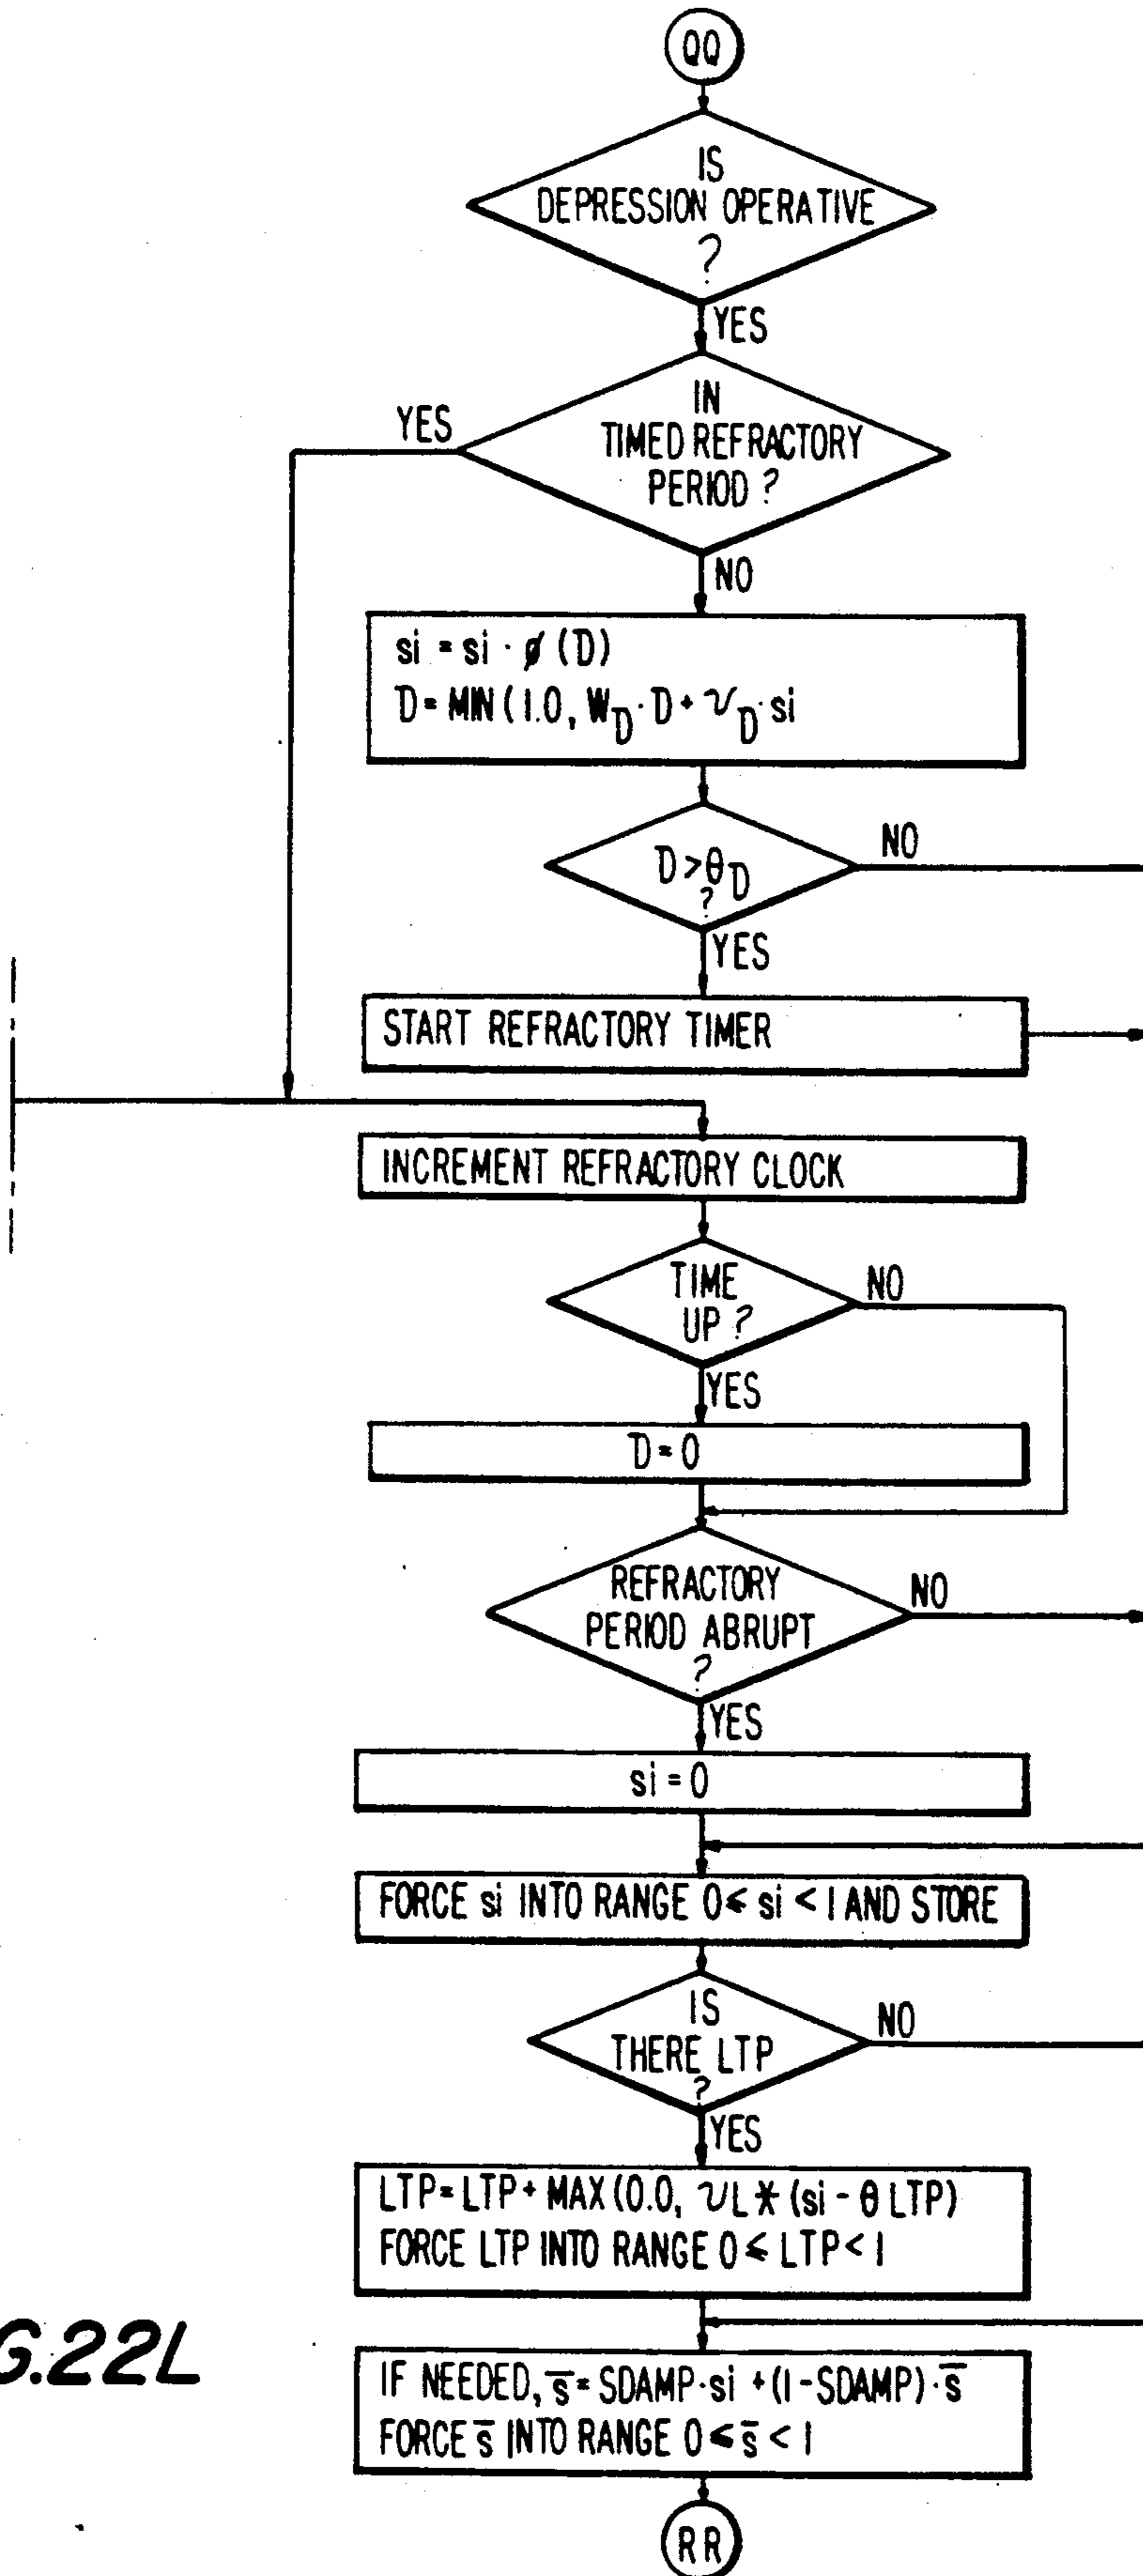 QQ
IS
DEPRESSION OPERATIVE
?
YES
IN
TIMED REFRACTORY
PERIOD ?
YES
NO
si = si · ø (D)
D = MIN (1.0, W_D · D + v_D · si
D > θ_D
?
NO
YES
START REFRACTORY TIMER
INCREMENT REFRACTORY CLOCK
TIME
UP ?
NO
YES
D = 0
REFRACTORY
PERIOD ABRUPT
?
NO
YES
si = 0
FORCE si INTO RANGE 0 ≤ si < 1 AND STORE
IS
THERE LTP
?
NO
YES
LTP = LTP + MAX (0.0, vL * (si - θ LTP)
FORCE LTP INTO RANGE 0 ≤ LTP < 1
IF NEEDED, s̅ = SDAMP · si + (1 - SDAMP) · s̅
FORCE s̅ INTO RANGE 0 ≤ s̅ < 1
RR
G.22L